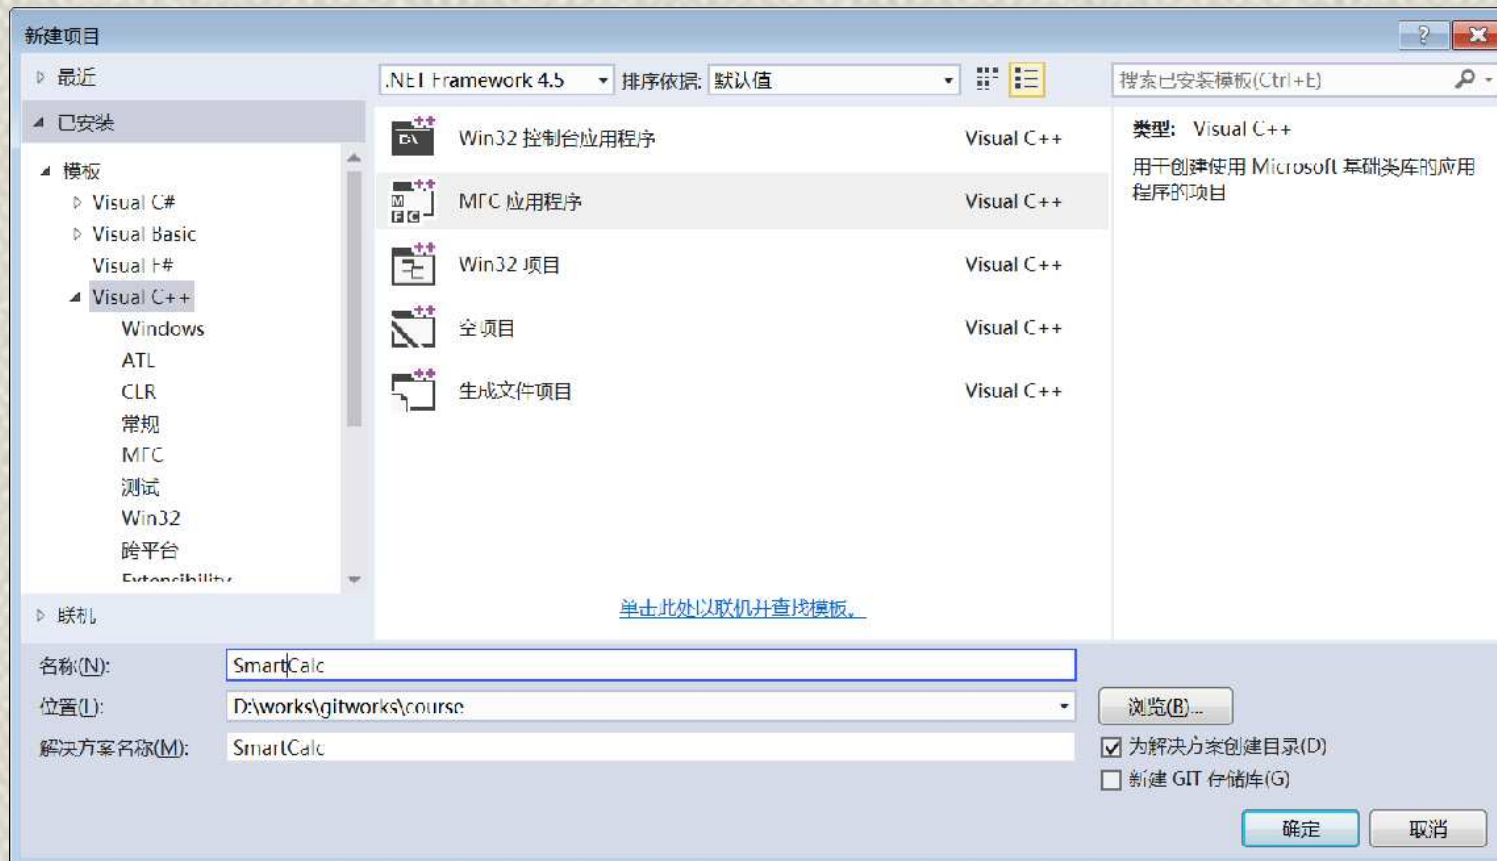 新建项目
最近
已安装
模板
Visual C#
Visual Basic
Visual F#
Visual C++
Windows
ATL
CLR
常规
MFC
测试
Win32
跨平台
Extensibility
联机
.NET Framework 4.5
排序依据:
默认值
搜索已安装模板(Ctrl+E)
Win32 控制台应用程序 Visual C++
MFC 应用程序 Visual C++
Win32 项目 Visual C++
空项目 Visual C++
生成文件项目 Visual C++
单击此处以联机并查找模板。
类型: Visual C++
用于创建使用 Microsoft 基础类库的应用
程序的项目
名称(N): SmartCalc
位置(L): D:\works\gitworks\course
浏览(B)...
解决方案名称(M): SmartCalc
为解决方案创建目录(D)
新建 GIT 存储库(G)
确定
取消